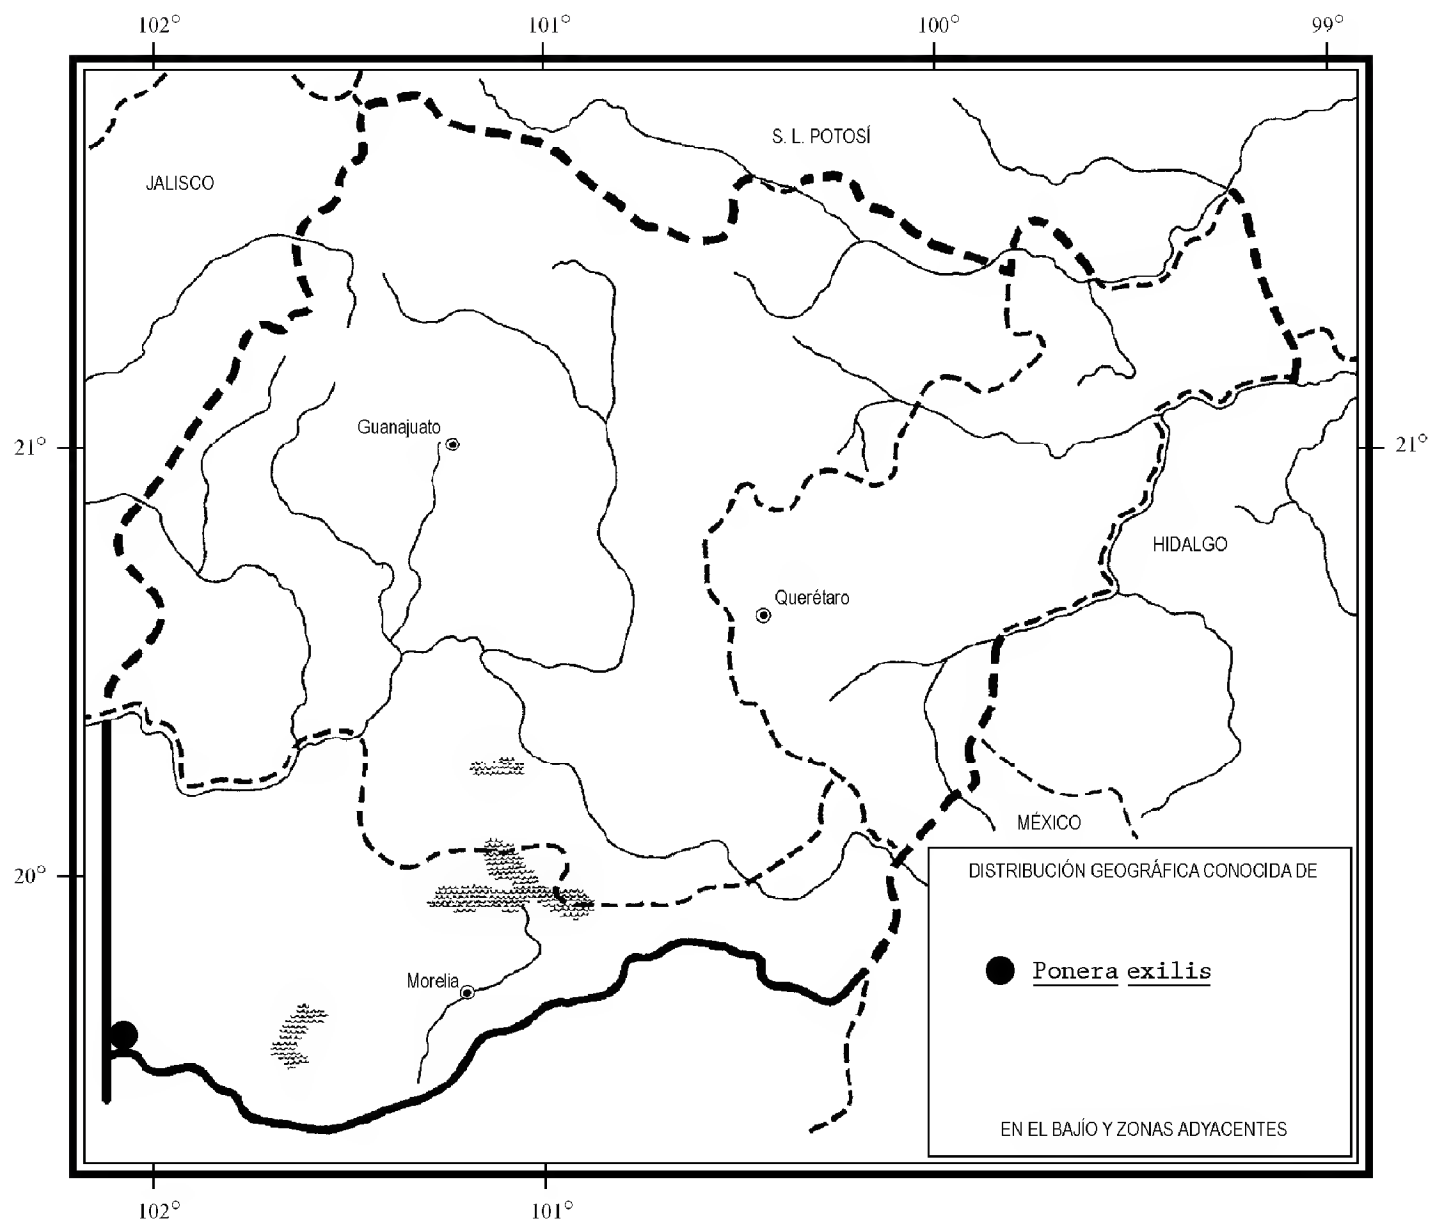 102° 101° 100° 99°
S. L. POTOSÍ
JALISCO
Guanajuato
21° 21°
HIDALGO
Querétaro
MÉXICO
20°
DISTRIBUCIÓN GEOGRÁFICA CONOCIDA DE
Ponera exilis
Morelia
EN EL BAJÍO Y ZONAS ADYACENTES
102° 101°